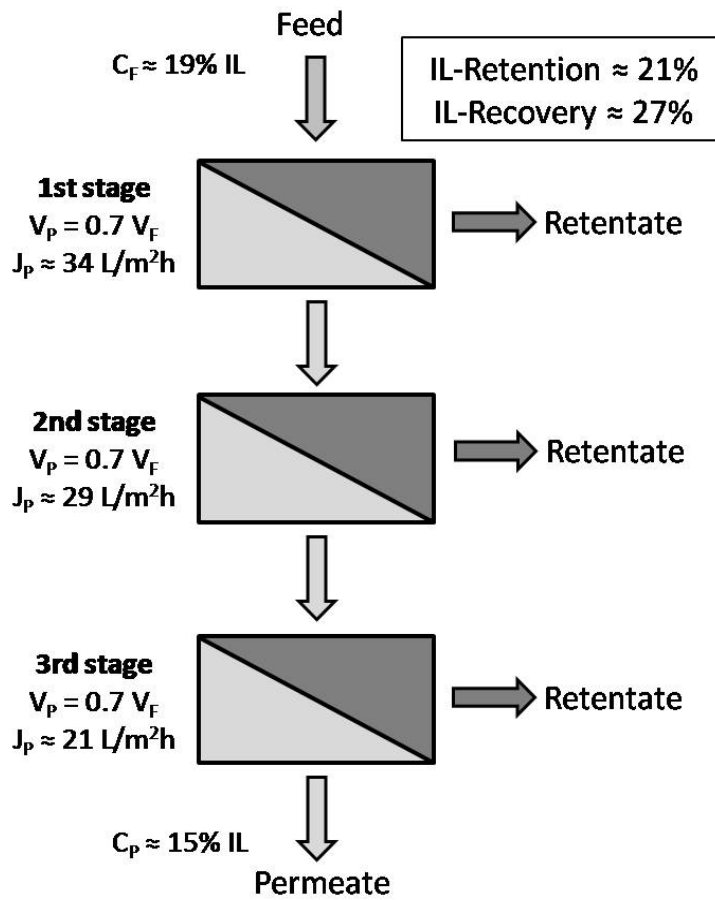 Feed
C_F ≈ 19% IL
IL-Retention ≈ 21%
IL-Recovery ≈ 27%
1st stage
V_P = 0.7 V_F
J_P ≈ 34 L/m²h
Retentate
2nd stage
V_P = 0.7 V_F
J_P ≈ 29 L/m²h
Retentate
3rd stage
V_P = 0.7 V_F
J_P ≈ 21 L/m²h
Retentate
C_P ≈ 15% IL
Permeate